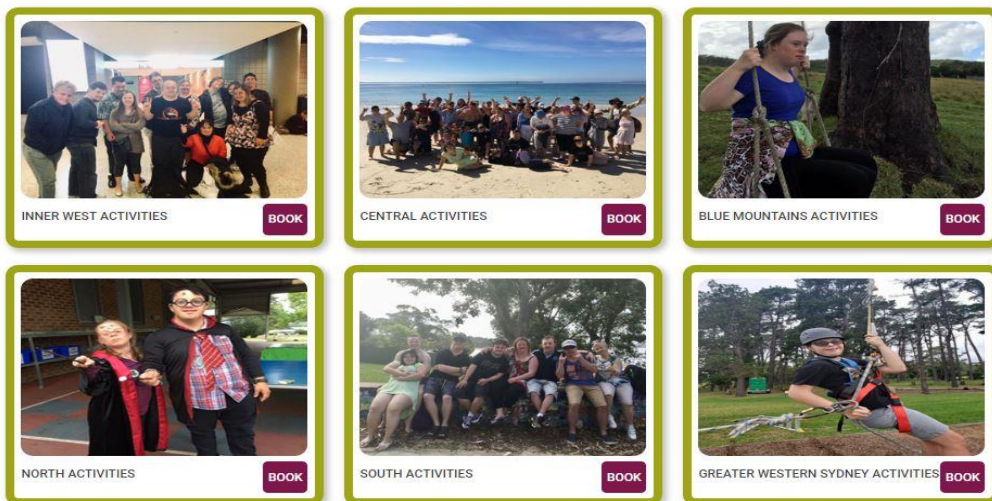 INNER WEST ACTIVITIES
BOOK
CENTRAL ACTIVITIES
BOOK
BLUE MOUNTAINS ACTIVITIES
BOOK
NORTH ACTIVITIES
BOOK
SOUTH ACTIVITIES
BOOK
GREATER WESTERN SYDNEY ACTIVITIES
BOOK